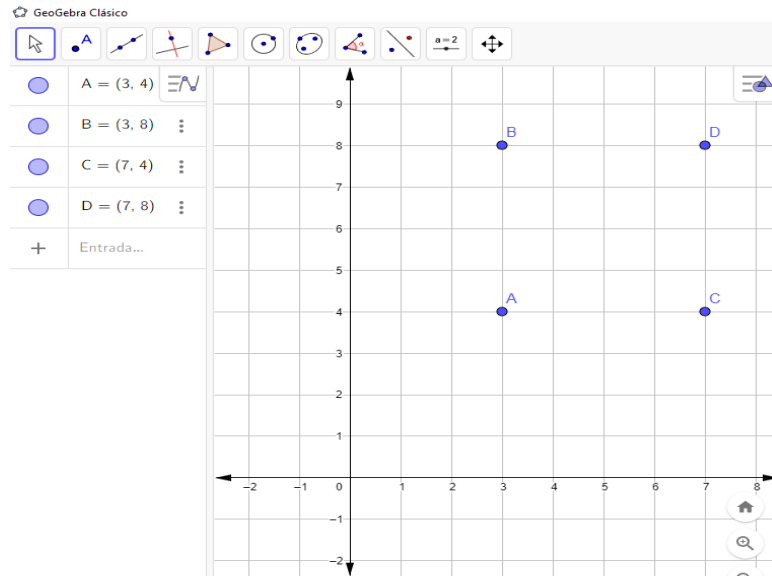 GeoGebra Clásico
A
α
a = 2
A = (3, 4)
B = (3, 8)
C = (7, 4)
D = (7, 8)
+ Entrada...
9
8
7
6
5
4
3
2
1
−2 −1 0 1 2 3 4 5 6 7 8
−1
−2
B D
A C